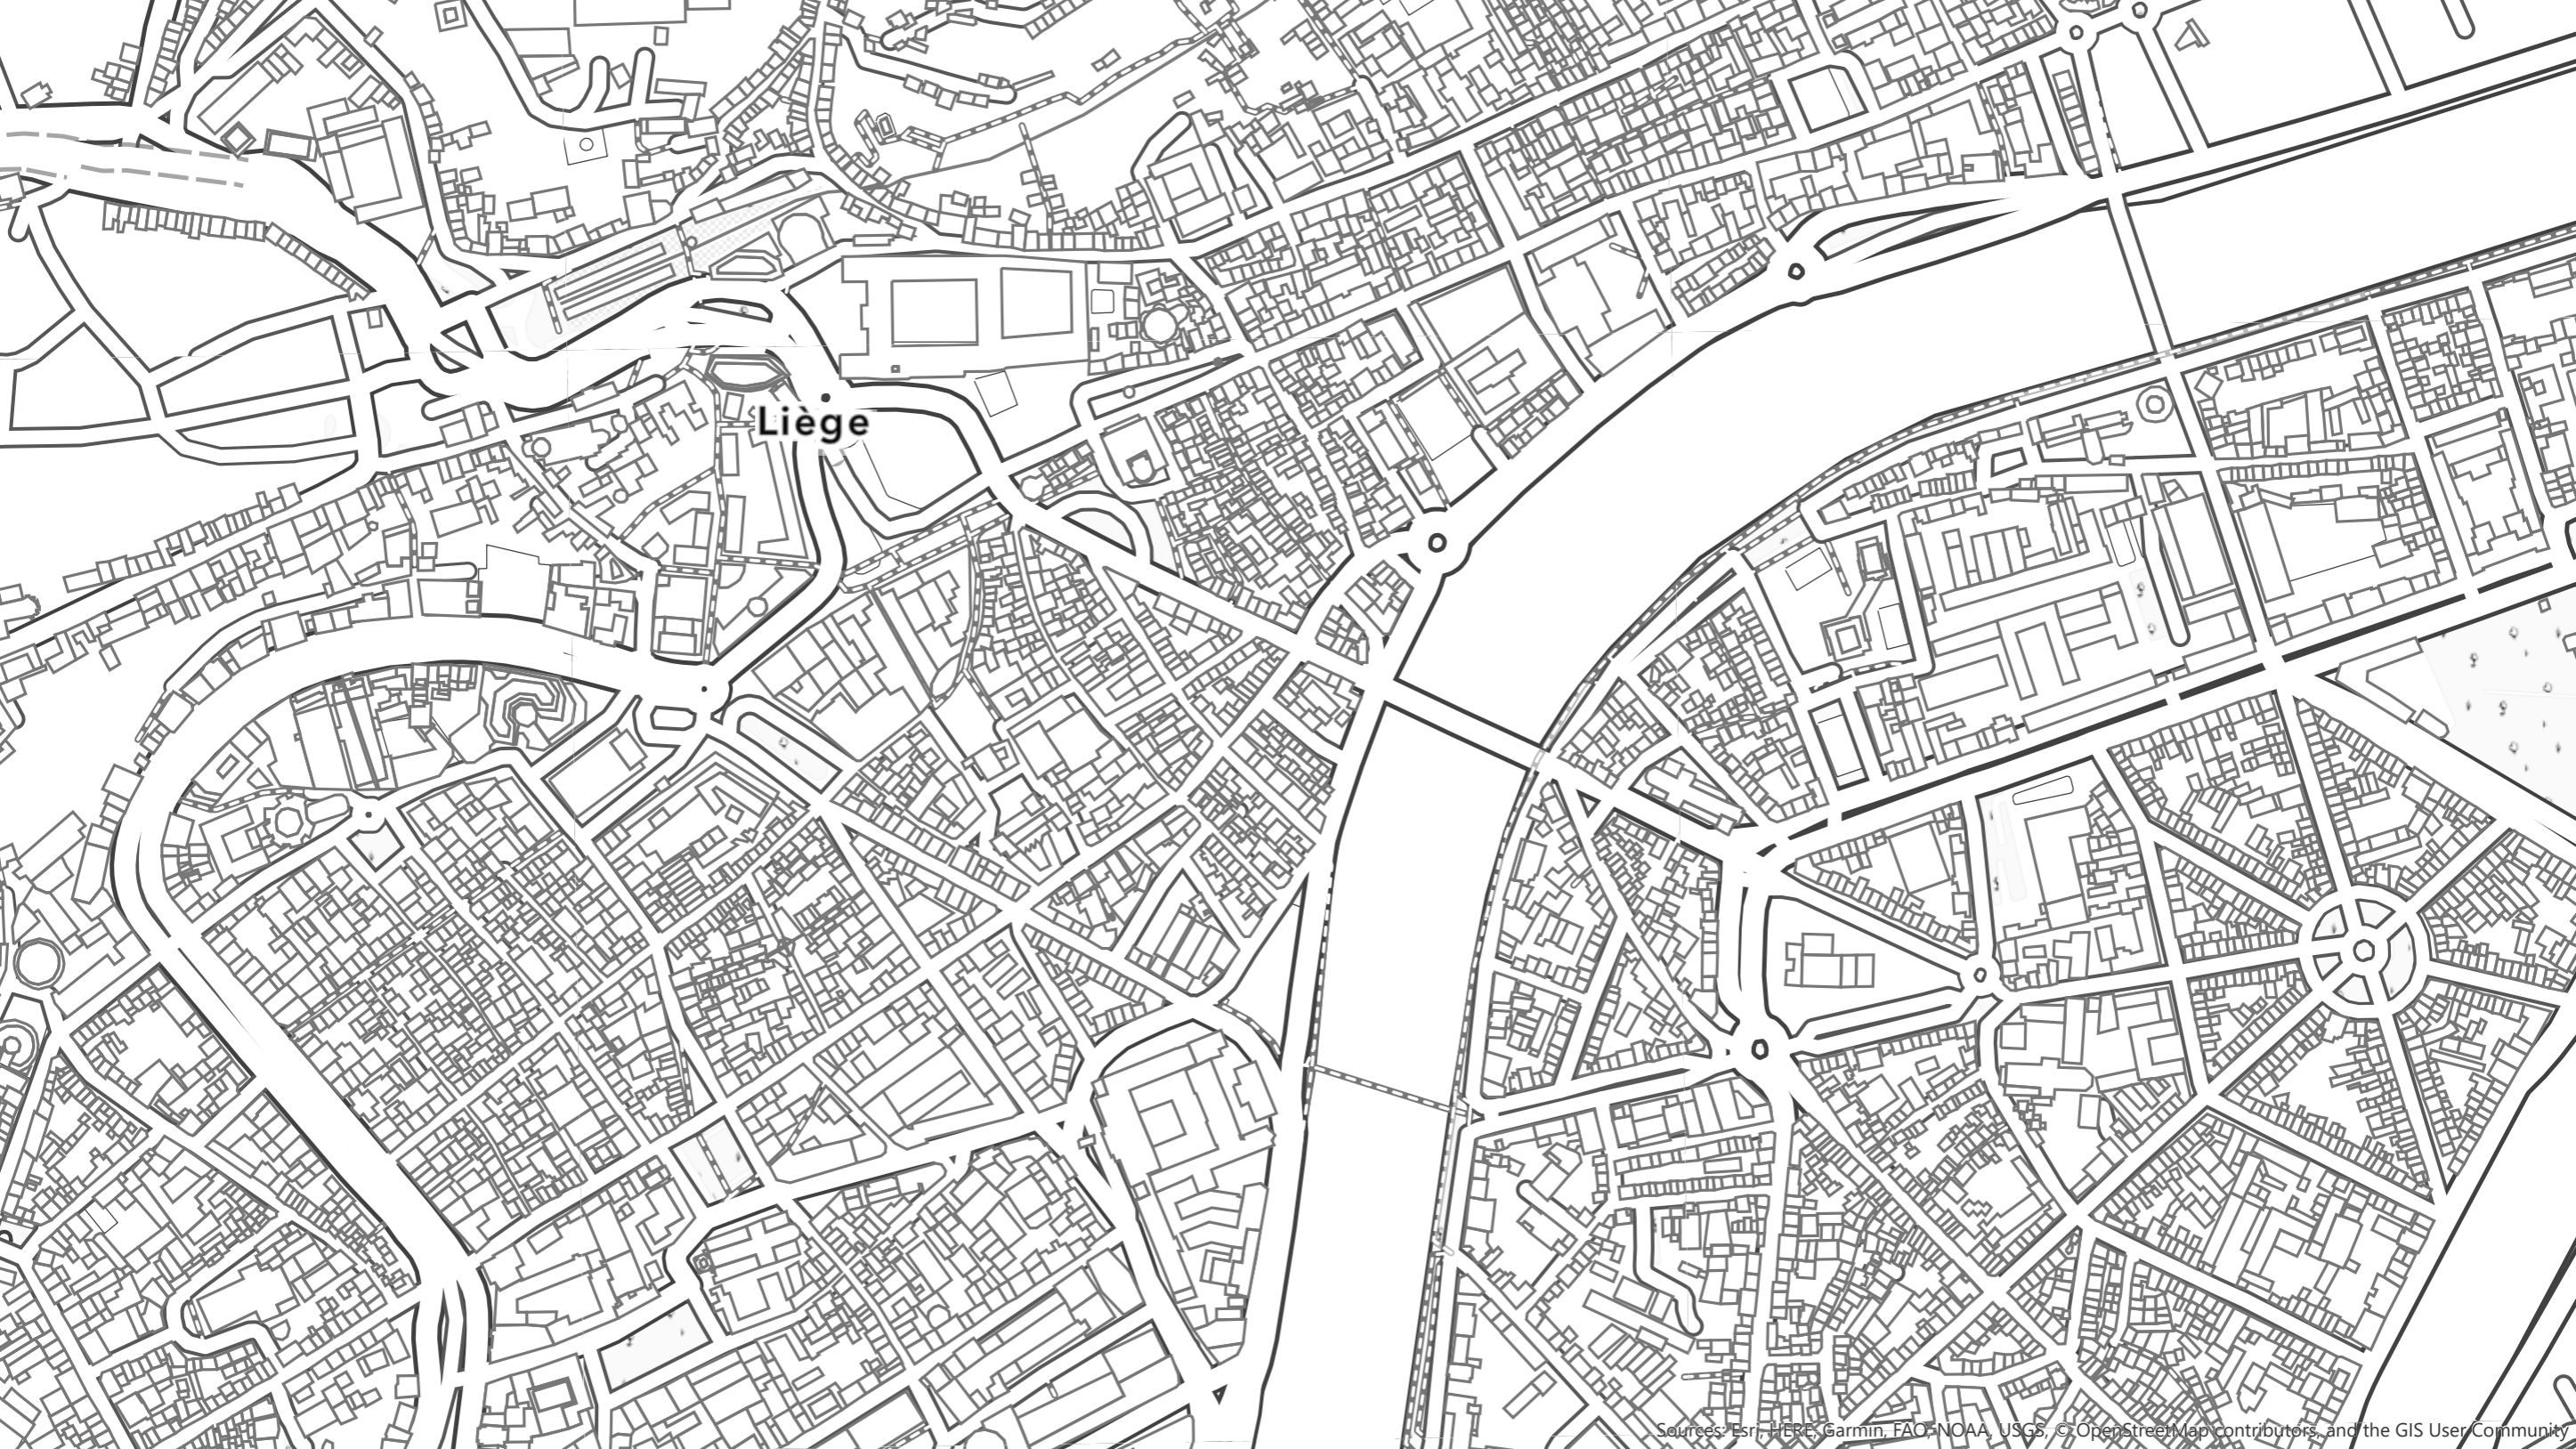 Liège
Sources: Esri, HERE, Garmin, FAO, NOAA, USGS, © OpenStreetMap contributors, and the GIS User Community